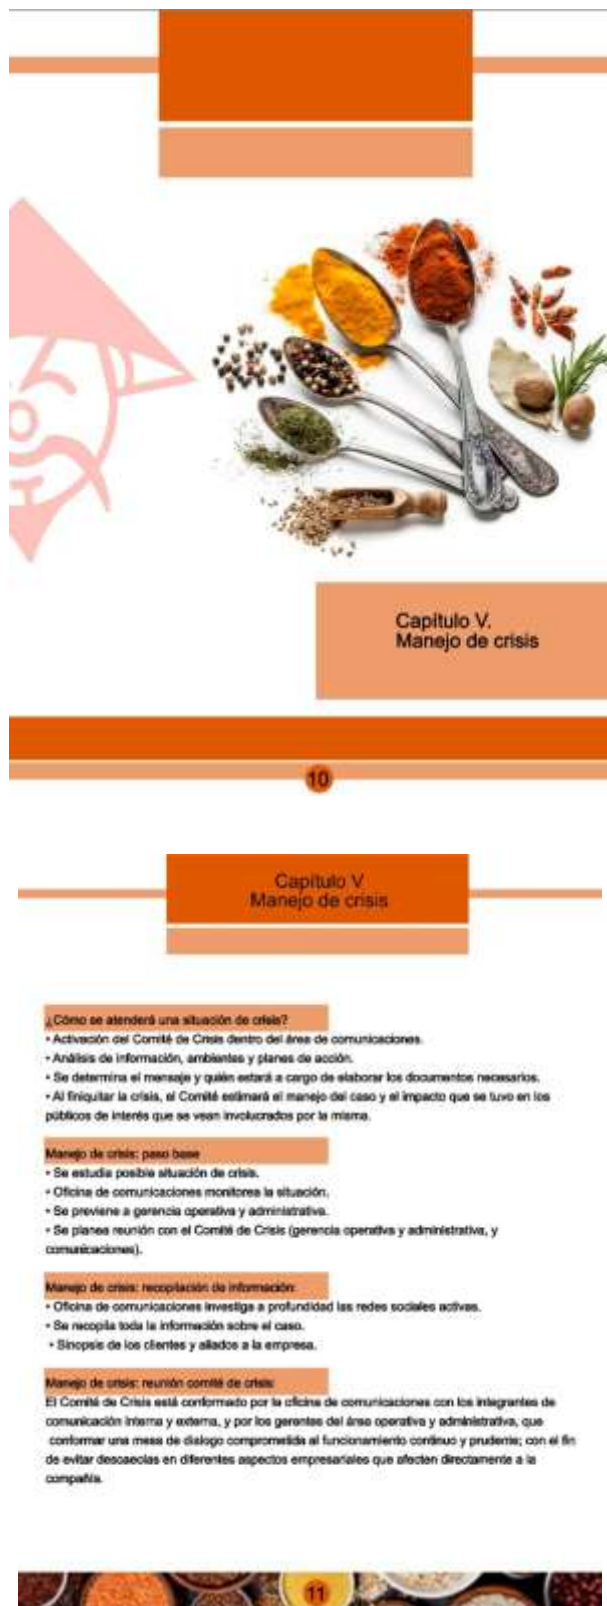 Capítulo V.
Manejo de crisis
10
Capítulo V
Manejo de crisis
¿Cómo se atenderá una situación de crisis?
• Activación del Comité de Crisis dentro del área de comunicaciones.
• Análisis de información, ambientes y planes de acción.
• Se determina el mensaje y quién estará a cargo de elaborar los documentos necesarios.
• Al finiquitar la crisis, el Comité estimará el manejo del caso y el impacto que se tuvo en los
públicos de interés que se vean involucrados por la misma.
Manejo de crisis: paso base
• Se estudia posible situación de crisis.
• Oficina de comunicaciones monitorea la situación.
• Se previene a gerencia operativa y administrativa.
• Se planea reunión con el Comité de Crisis (gerencia operativa y administrativa, y
comunicaciones).
Manejo de crisis: recopilación de información:
• Oficina de comunicaciones investiga a profundidad las redes sociales activas.
• Se recopila toda la información sobre el caso.
• Sinopsis de los clientes y aliados a la empresa.
Manejo de crisis: reunión comité de crisis:
El Comité de Crisis está conformado por la oficina de comunicaciones con los integrantes de
comunicación interna y externa, y por los gerentes del área operativa y administrativa, que
conformar una mesa de dialogo comprometida al funcionamiento continuo y prudente; con el fin
de evitar descaecias en diferentes aspectos empresariales que afecten directamente a la
compañía.
11